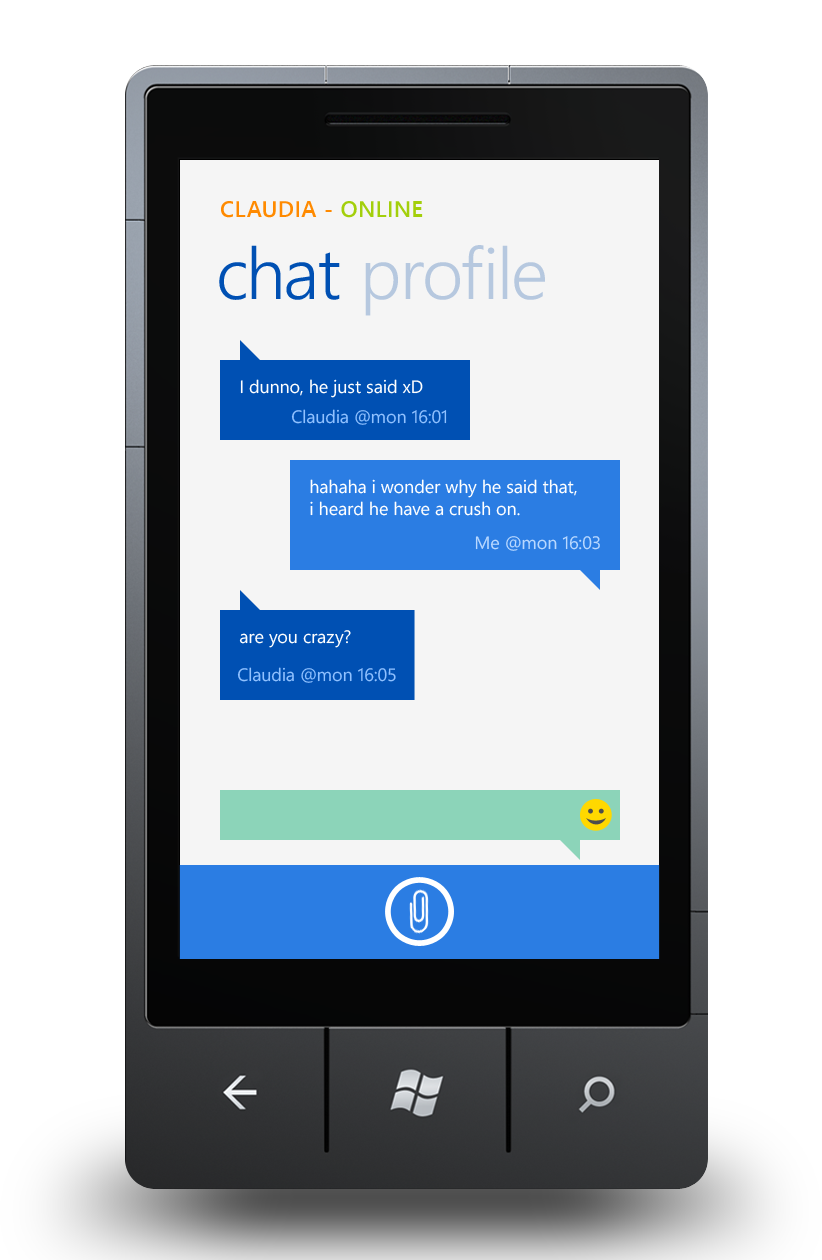 CLAUDIA - ONLINE
chat profile
I dunno, he just said xD
Claudia @mon 16:01
hahaha i wonder why he said that,
i heard he have a crush on.
Me @mon 16:03
are you crazy?
Claudia @mon 16:05